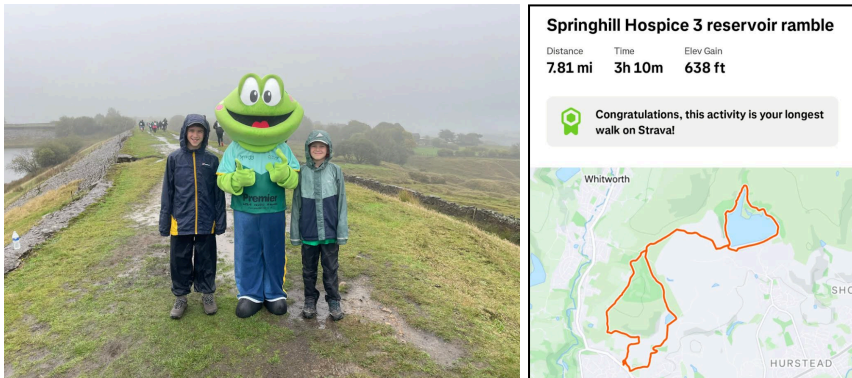 Premier
Springhill Hospice 3 reservoir ramble
Distance Time Elev Gain
7.81 mi 3h 10m 638 ft
Congratulations, this activity is your longest
walk on Strava!
Whitworth
SHO
HURSTEAD